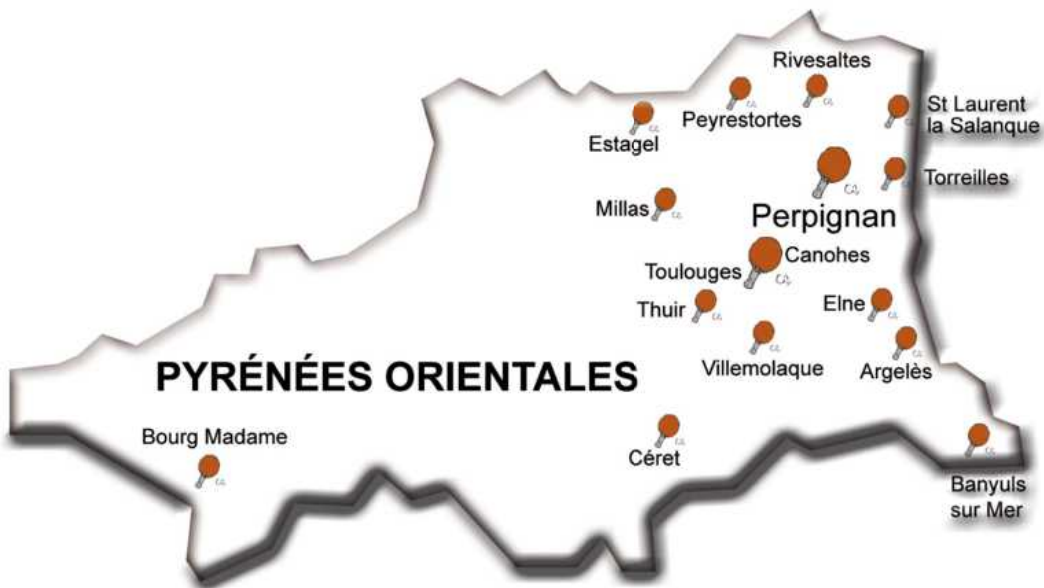 Rivesaltes
St Laurent
la Salanque
Peyrestortes
Estagel
Torreilles
Millas
Perpignan
Canohes
Toulouges
Thuir
Elne
Villemolaque
Argelès
PYRÉNÉES ORIENTALES
Bourg Madame
Céret
Banyuls
sur Mer